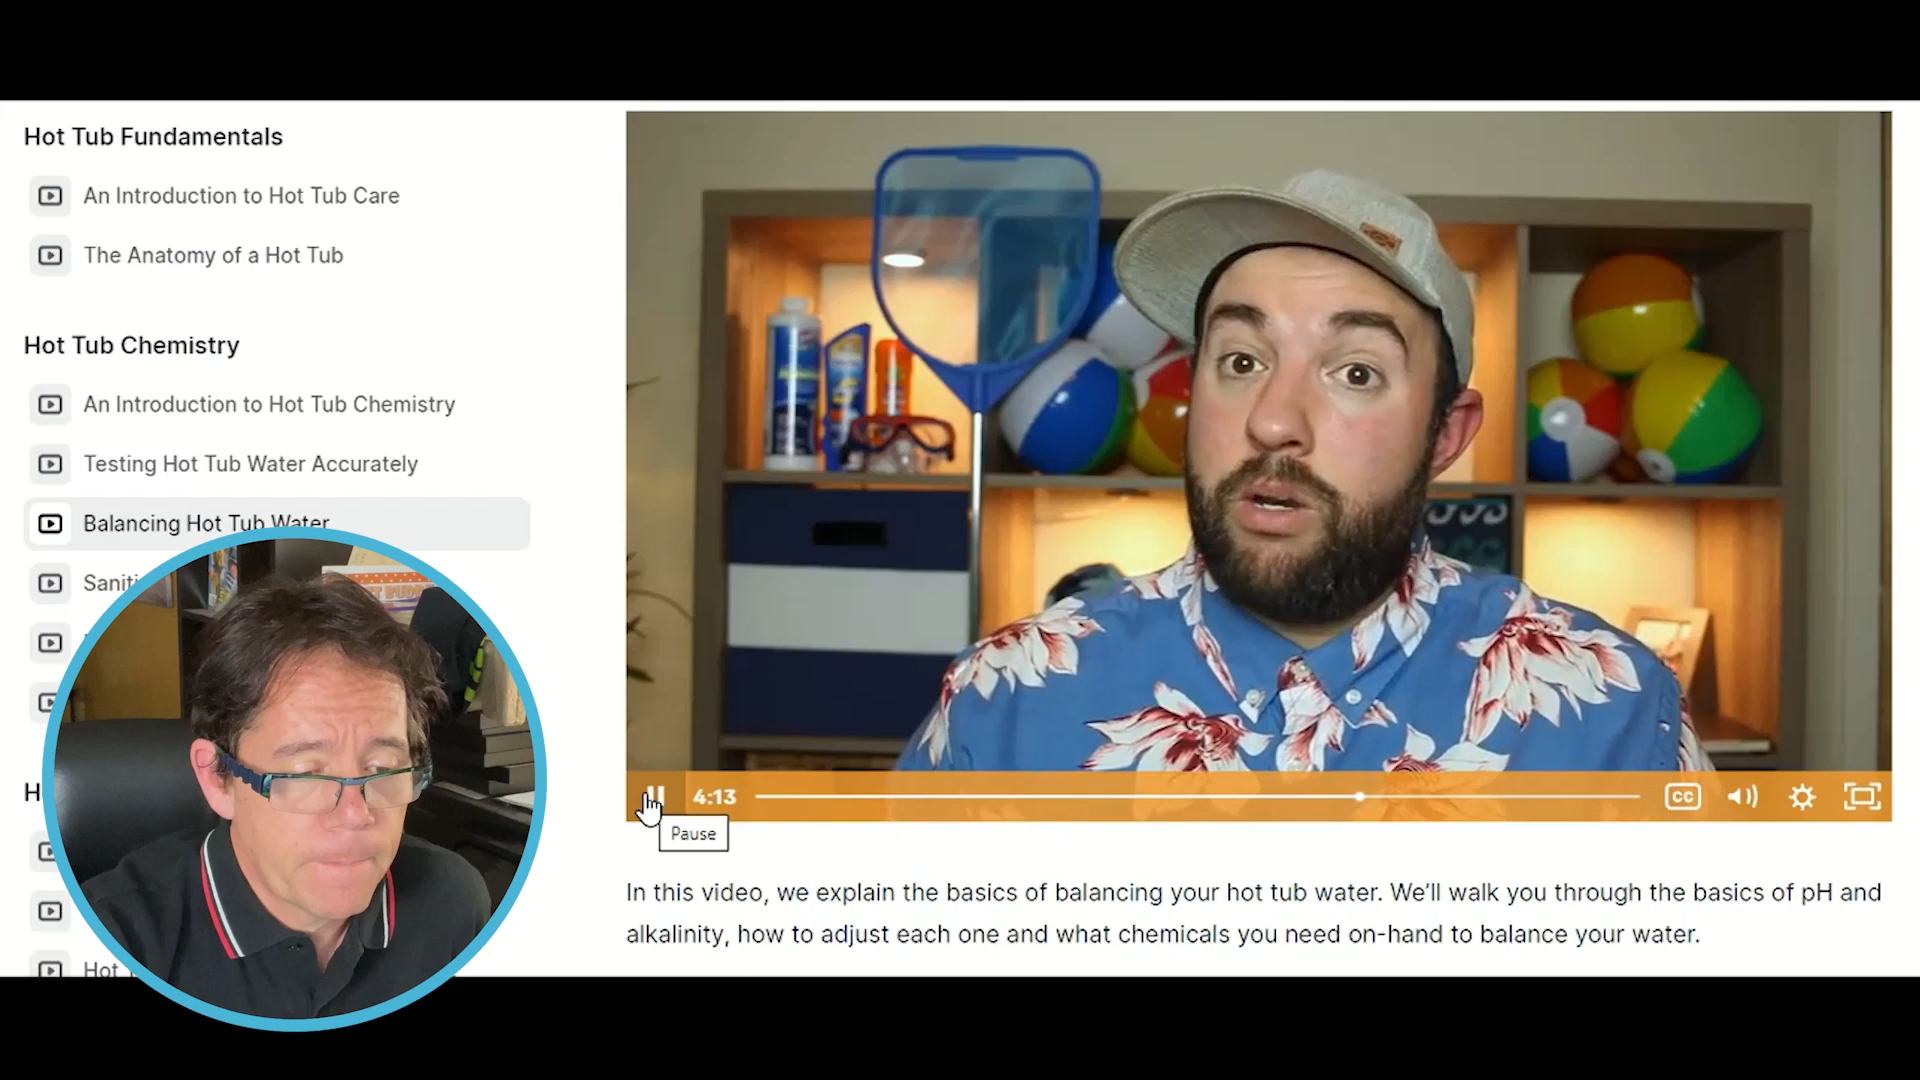 Hot Tub Fundamentals
An Introduction to Hot Tub Care
The Anatomy of a Hot Tub
Hot Tub Chemistry
An Introduction to Hot Tub Chemistry
Testing Hot Tub Water Accurately
Balancing Hot Tub Water
Saniti
H
Hot
4:13
CC
Pause
In this video, we explain the basics of balancing your hot tub water. We'll walk you through the basics of pH and
alkalinity, how to adjust each one and what chemicals you need on-hand to balance your water.